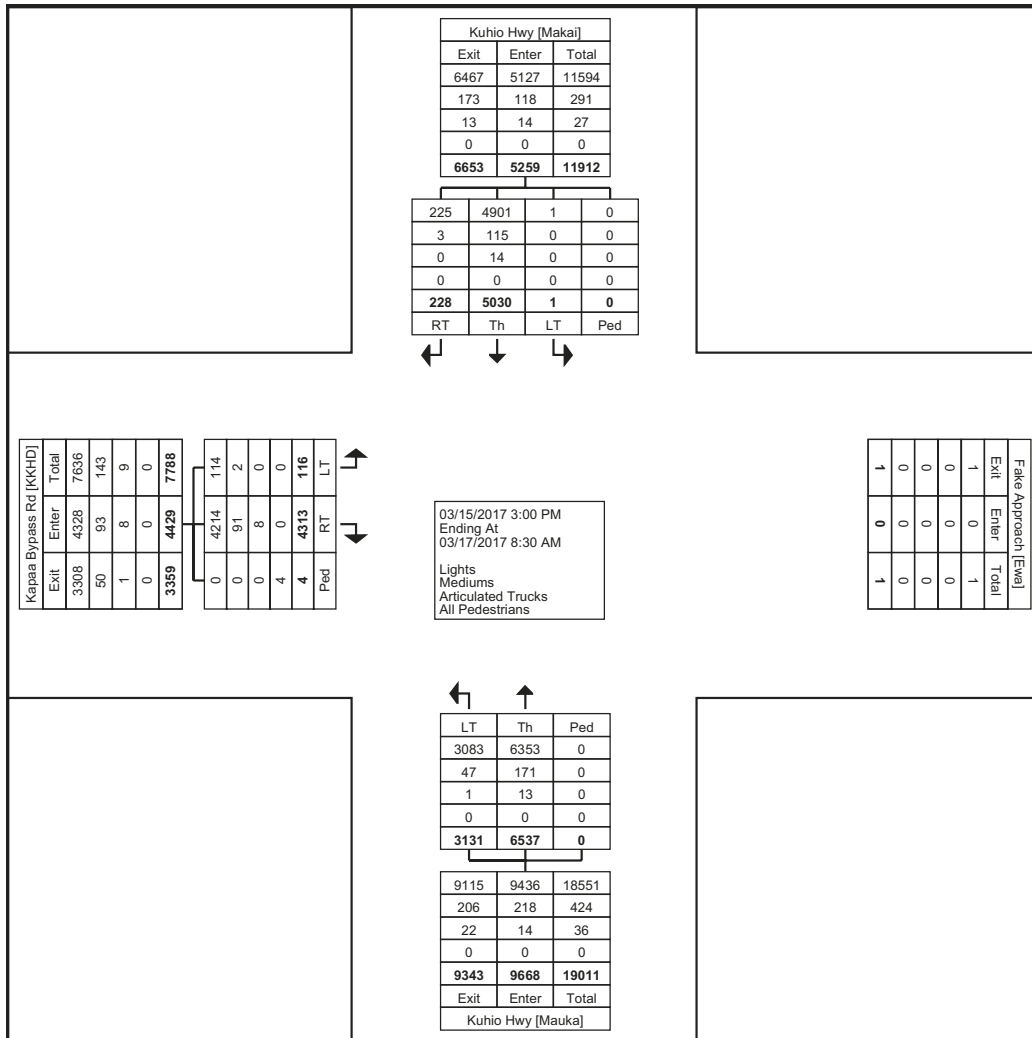 Kuhio Hwy [Makai]
Exit Enter Total
6467 5127 11594
173 118 291
13 14 27
0 0 0
6653 5259 11912
225 4901 1 0
3 115 0 0
0 14 0 0
0 0 0 0
228 5030 1 0
RT Th LT Ped
Kapaa Bypass Rd [KKHD]
Exit Enter Total
3308 4328 7636
50 93 143
1 8 9
0 0 0
3359 4429 7788
0 4214 114
0 91 2
0 8 0
4 0 0
4 4313 116
Ped RT LT
03/15/2017 3:00 PM
Ending At
03/17/2017 8:30 AM
Lights
Mediums
Articulated Trucks
All Pedestrians
Fake Approach [Ewa]
Exit Enter Total
1 0 1
0 0 0
0 0 0
0 0 0
1 0 1
LT Th Ped
3083 6353 0
47 171 0
1 13 0
0 0 0
3131 6537 0
9115 9436 18551
206 218 424
22 14 36
0 0 0
9343 9668 19011
Exit Enter Total
Kuhio Hwy [Mauka]